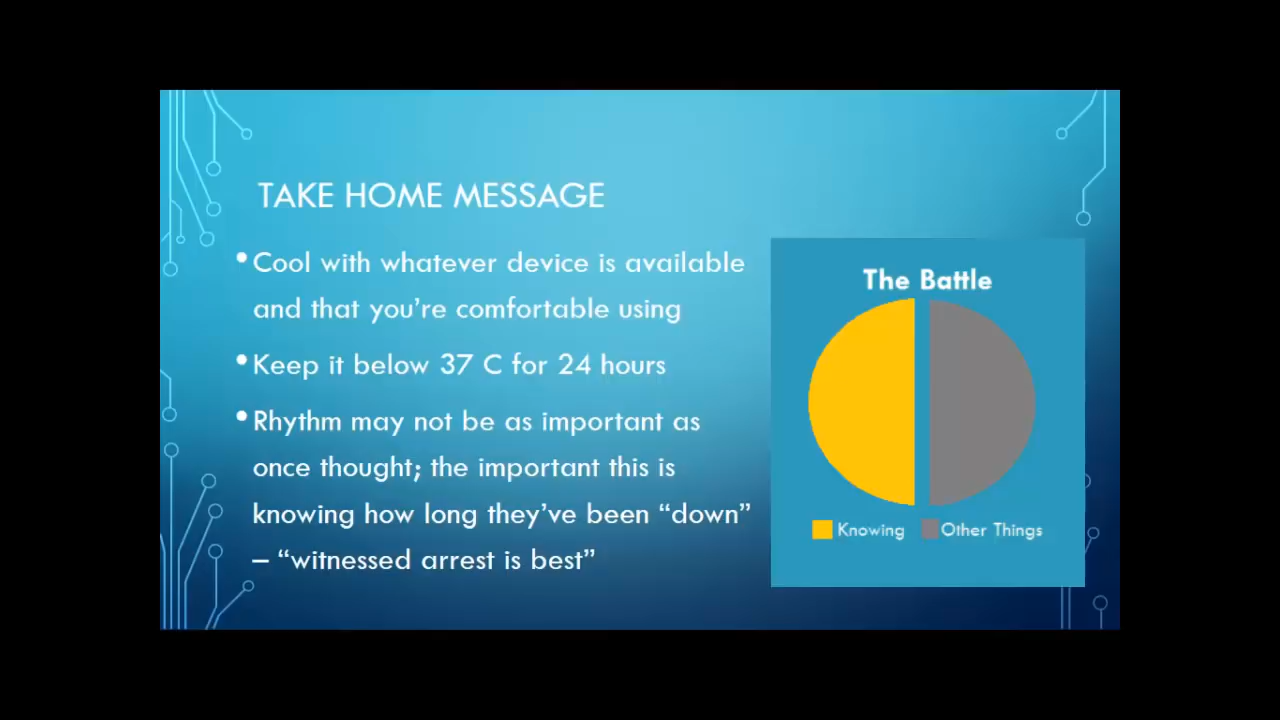 TAKE HOME MESSAGE
•Cool with whatever device is available
and that you’re comfortable using
•Keep it below 37 C for 24 hours
•Rhythm may not be as important as
once thought; the important this is
knowing how long they’ve been “down”
– “witnessed arrest is best”
The Battle
Knowing Other Things